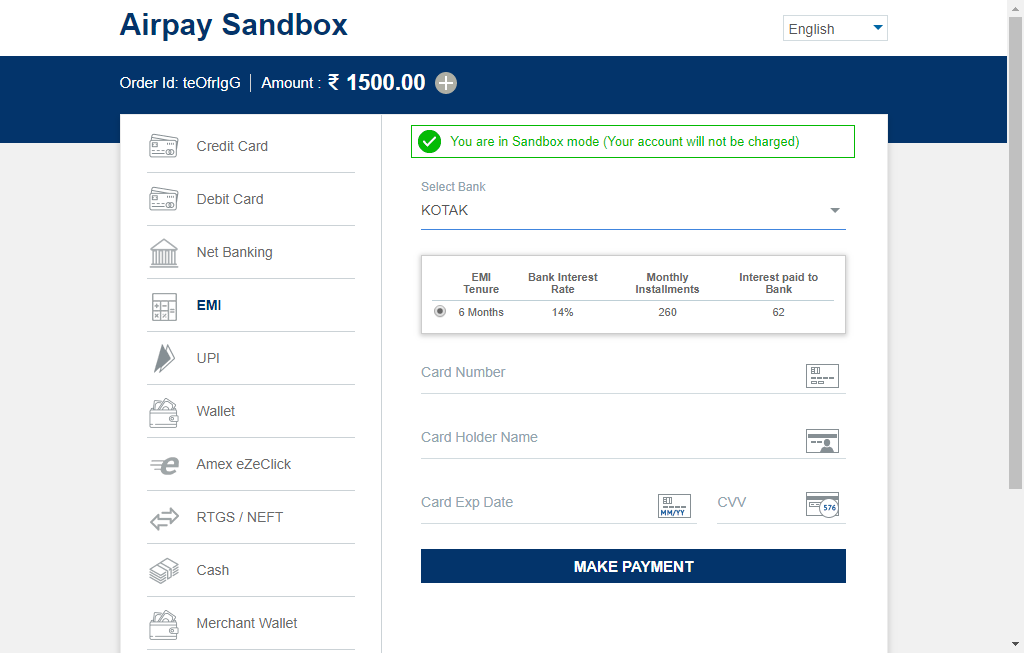 Airpay Sandbox
English
Order Id: teOfrIgG | Amount : ₹ 1500.00
You are in Sandbox mode (Your account will not be charged)
Credit Card
Debit Card
Net Banking
EMI
UPI
Wallet
Amex eZeClick
RTGS / NEFT
Cash
Merchant Wallet
Select Bank
KOTAK
EMI Tenure
Bank Interest Rate
Monthly Installments
Interest paid to Bank
6 Months 14% 260 62
Card Number
Card Holder Name
Card Exp Date
MM/YY
CVV
576
MAKE PAYMENT